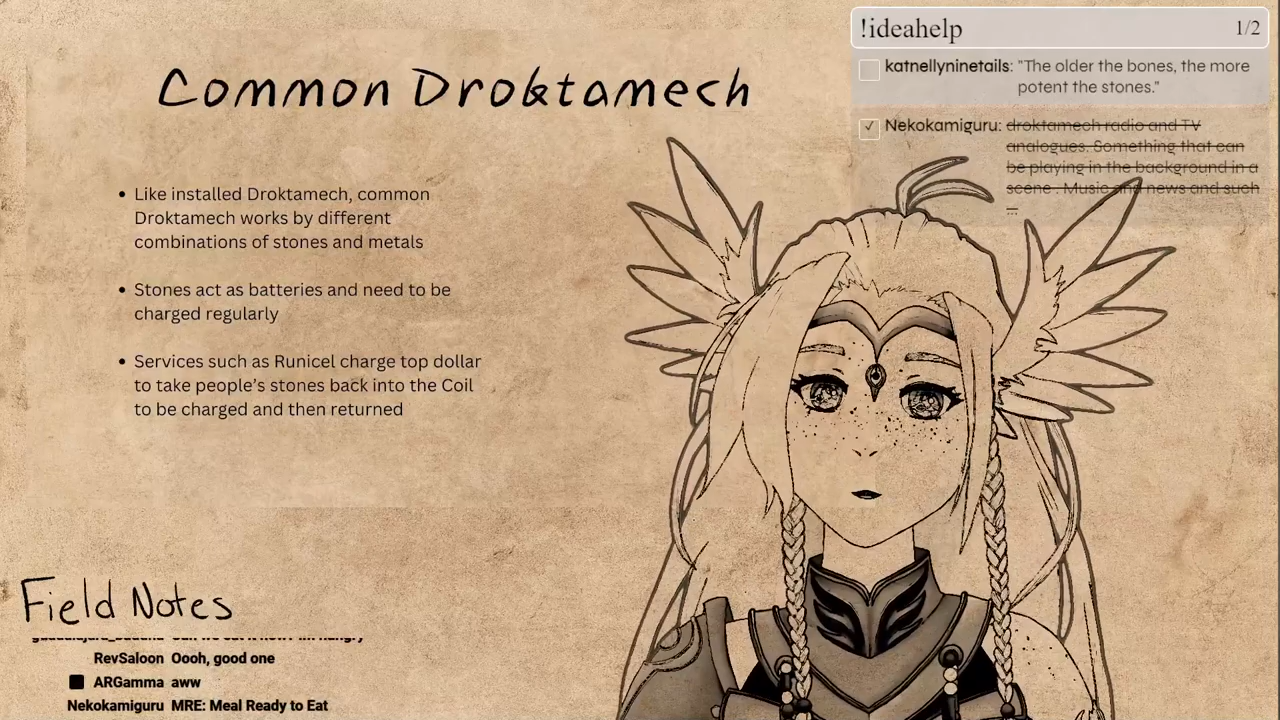 !ideahelp 1/2
katnellyninetails: "The older the bones, the more
potent the stones."
✓ Nekokamiguru: droktamech radio and TV
analogues. Something that can
be playing in the background in a
scene . Music and news and such
...
Common Droktamech
• Like installed Droktamech, common
Droktamech works by different
combinations of stones and metals
• Stones act as batteries and need to be
charged regularly
• Services such as Runicel charge top dollar
to take people's stones back into the Coil
to be charged and then returned
Field Notes
RevSaloon Oooh, good one
ARGamma aww
Nekokamiguru MRE: Meal Ready to Eat